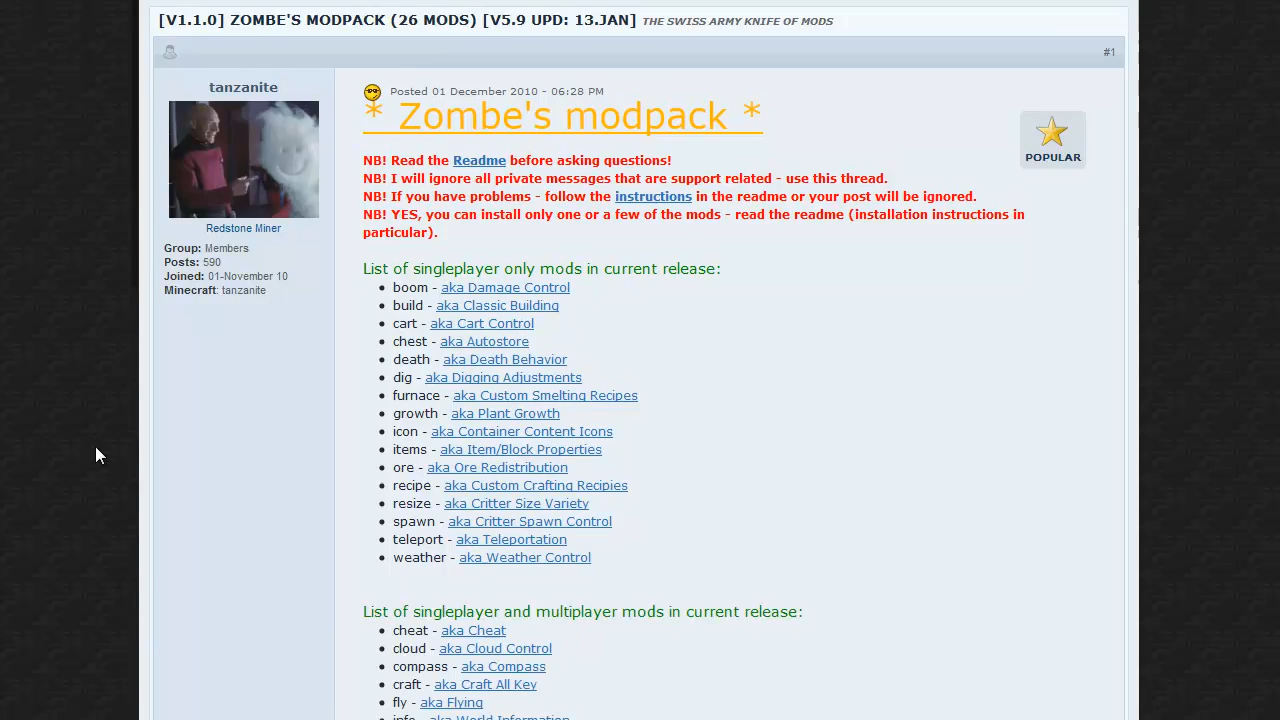 [V1.1.0] ZOMBE'S MODPACK (26 MODS) [V5.9 UPD: 13.JAN] THE SWISS ARMY KNIFE OF MODS
#1
tanzanite
Redstone Miner
Group: Members
Posts: 590
Joined: 01-November 10
Minecraft: tanzanite
Posted 01 December 2010 - 06:28 PM
* Zombe's modpack *
POPULAR
NB! Read the Readme before asking questions!
NB! I will ignore all private messages that are support related - use this thread.
NB! If you have problems - follow the instructions in the readme or your post will be ignored.
NB! YES, you can install only one or a few of the mods - read the readme (installation instructions in
particular).
List of singleplayer only mods in current release:
boom - aka Damage Control
build - aka Classic Building
cart - aka Cart Control
chest - aka Autostore
death - aka Death Behavior
dig - aka Digging Adjustments
furnace - aka Custom Smelting Recipes
growth - aka Plant Growth
icon - aka Container Content Icons
items - aka Item/Block Properties
ore - aka Ore Redistribution
recipe - aka Custom Crafting Recipies
resize - aka Critter Size Variety
spawn - aka Critter Spawn Control
teleport - aka Teleportation
weather - aka Weather Control
List of singleplayer and multiplayer mods in current release:
cheat - aka Cheat
cloud - aka Cloud Control
compass - aka Compass
craft - aka Craft All Key
fly - aka Flying
info - aka World Information